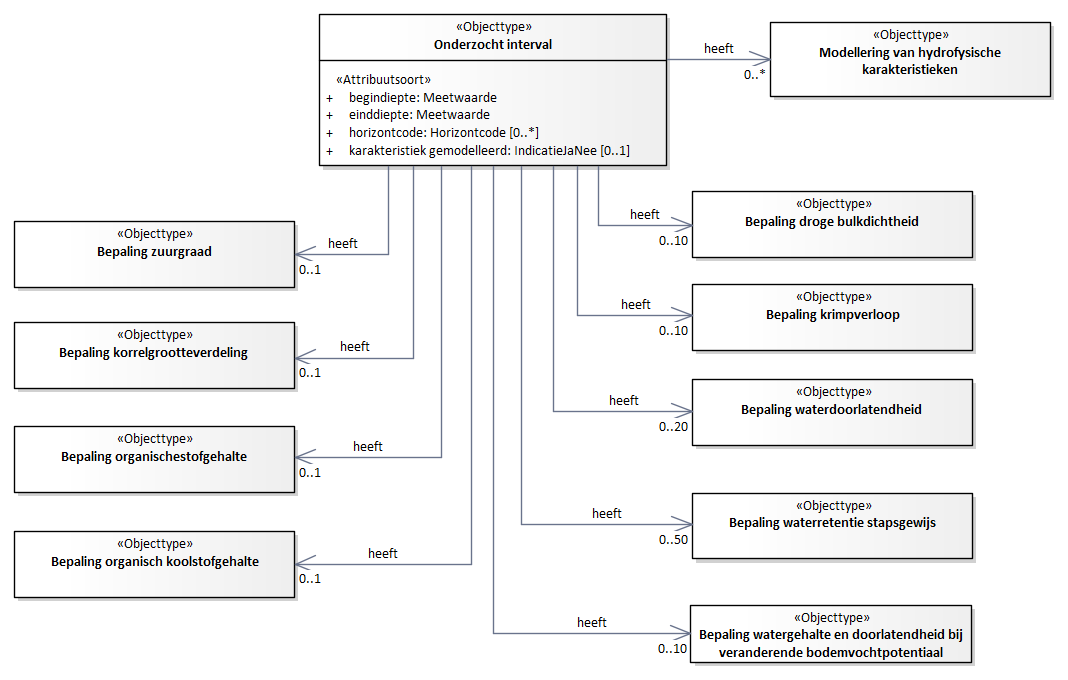 «Objecttype»
Onderzocht interval
«Attribuutsoort»
+ begindiepte: Meetwaarde
+ einddiepte: Meetwaarde
+ horizontcode: Horizontcode [0..*]
+ karakteristiek gemodelleerd: IndicatieJaNee [0..1]
heeft
0..*
«Objecttype»
Modellering van hydrofysische
karakteristieken
«Objecttype»
Bepaling zuurgraad
heeft
0..1
«Objecttype»
Bepaling korrelgrootteverdeling
heeft
0..1
«Objecttype»
Bepaling organischestofgehalte
heeft
0..1
«Objecttype»
Bepaling organisch koolstofgehalte
heeft
0..1
heeft
0..10
«Objecttype»
Bepaling droge bulkdichtheid
heeft
0..10
«Objecttype»
Bepaling krimpverloop
heeft
0..20
«Objecttype»
Bepaling waterdoorlatendheid
heeft
0..50
«Objecttype»
Bepaling waterretentie stapsgewijs
heeft
0..10
«Objecttype»
Bepaling watergehalte en doorlatendheid bij
veranderende bodemvochtpotentiaal